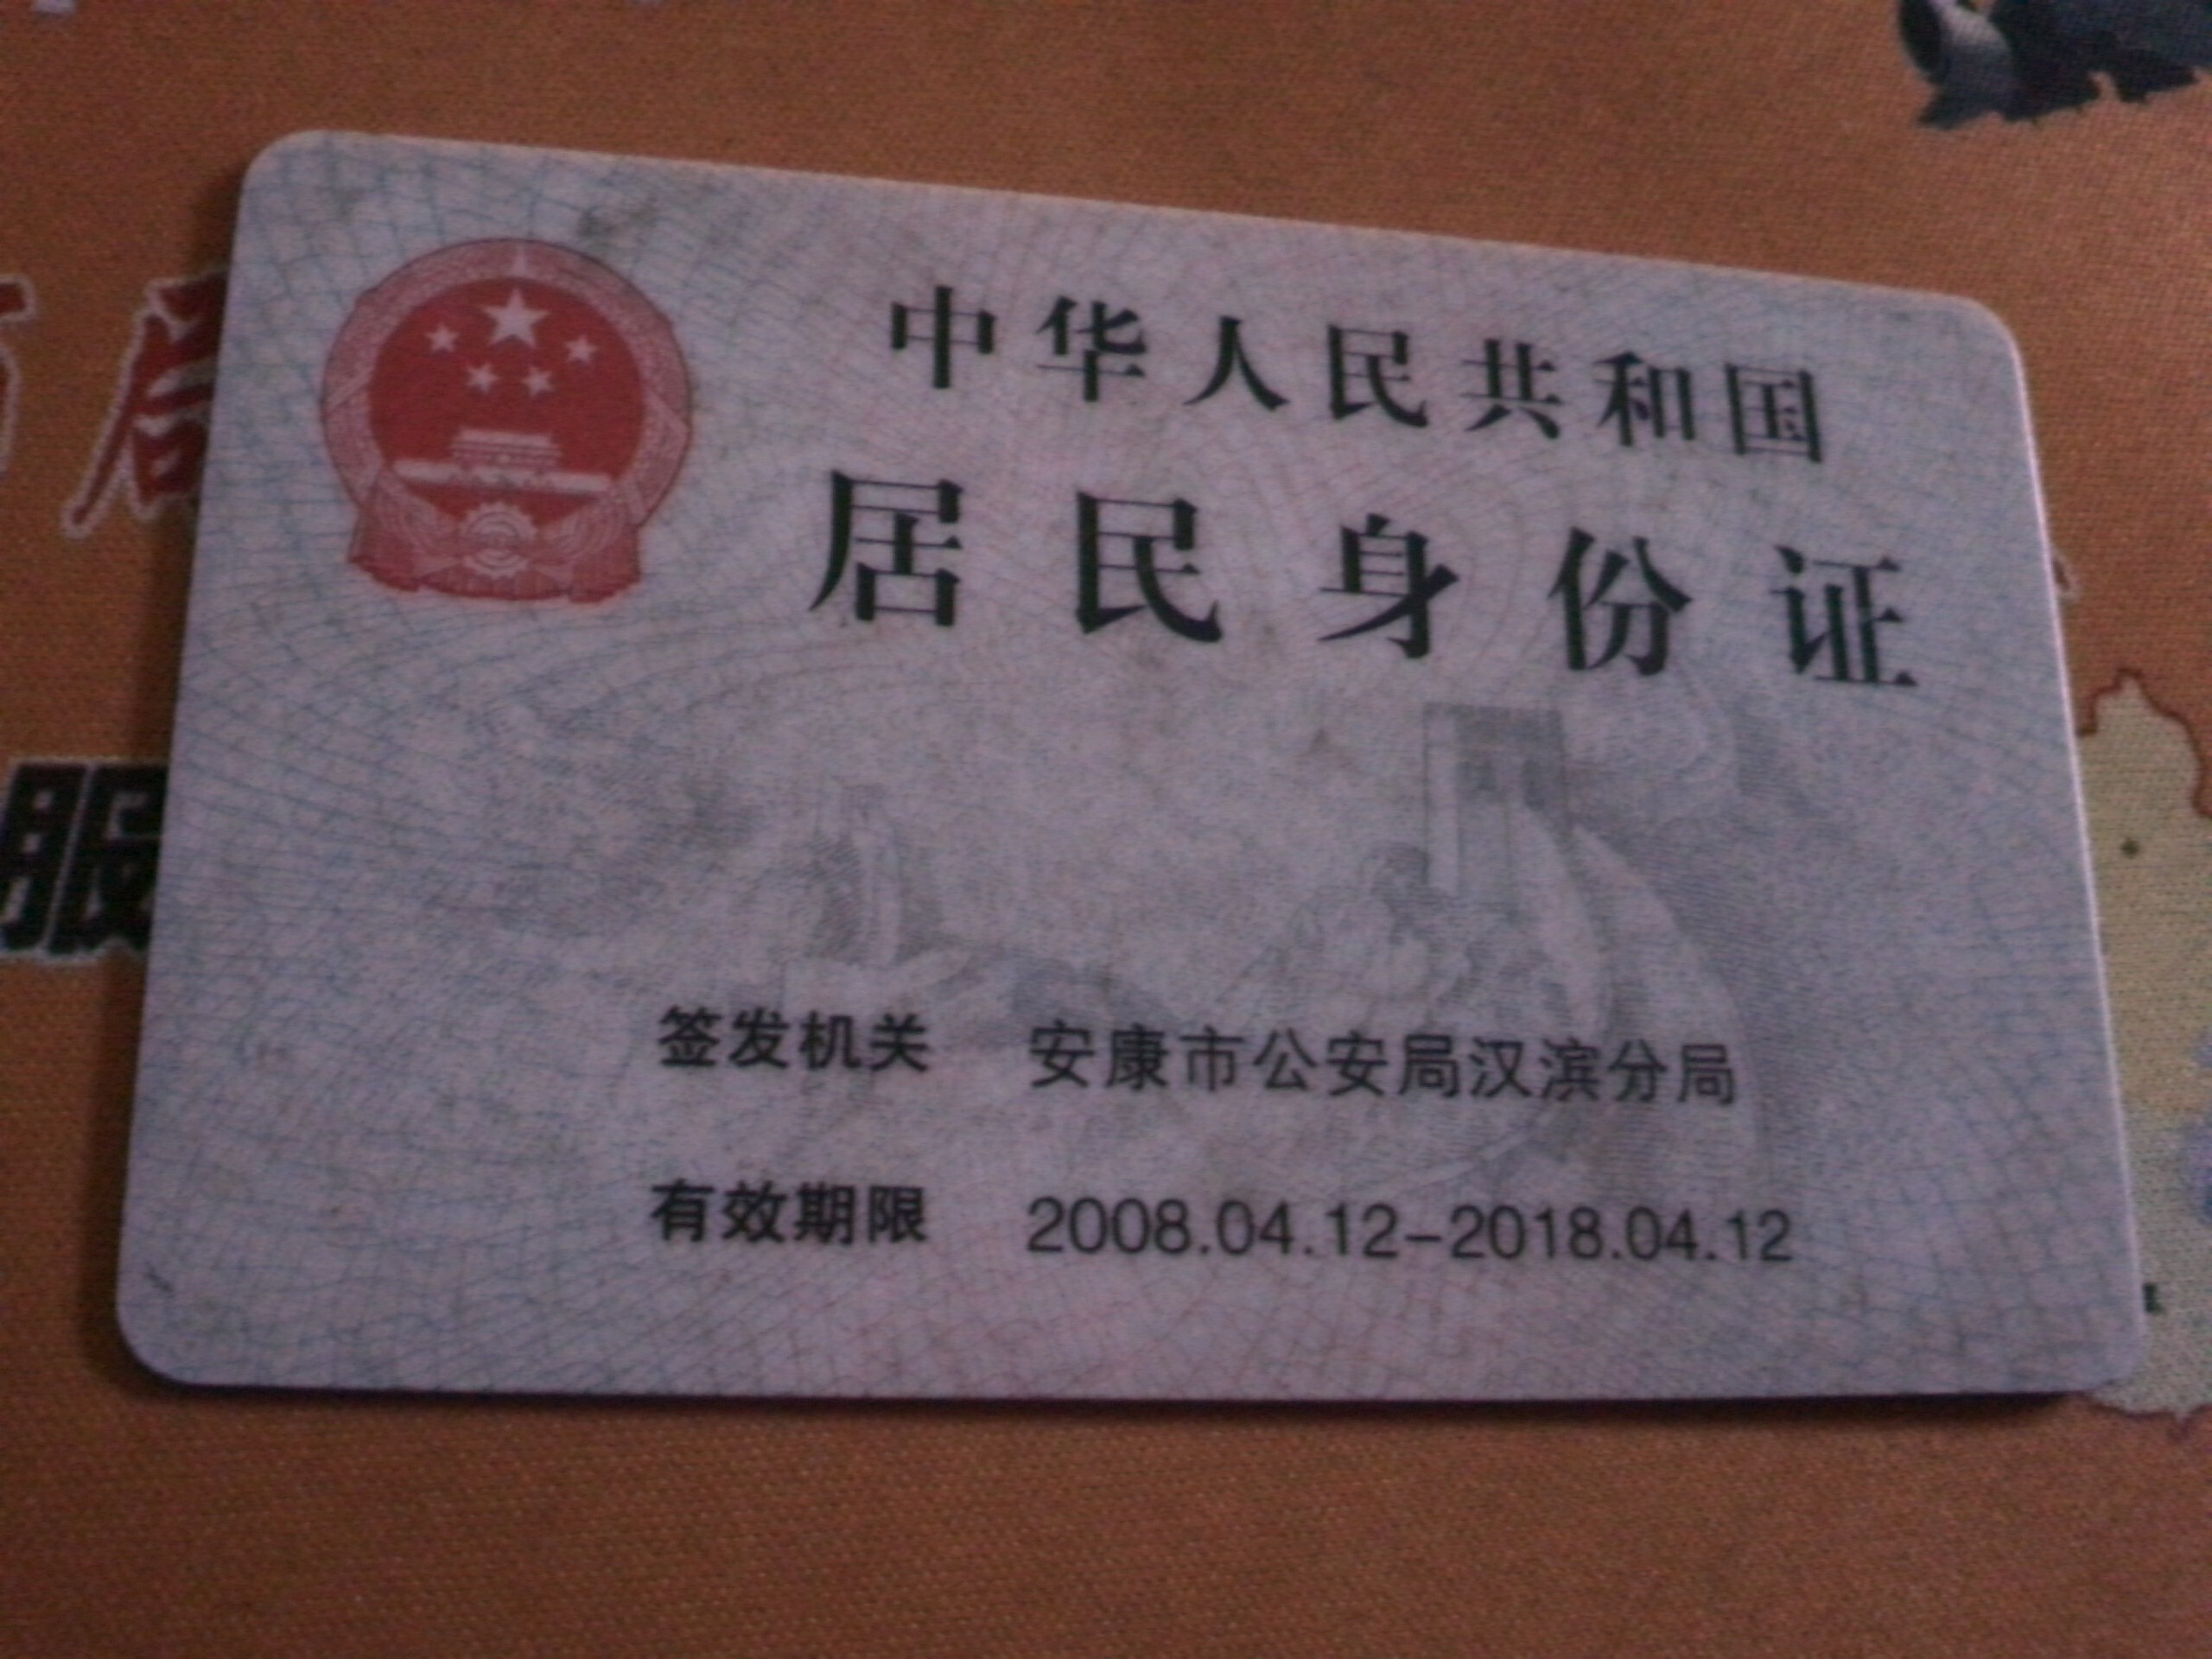 中华人民共和国
居民身份证
服
签发机关 安康市公安局汉滨分局
有效期限 2008.04.12-2018.04.12